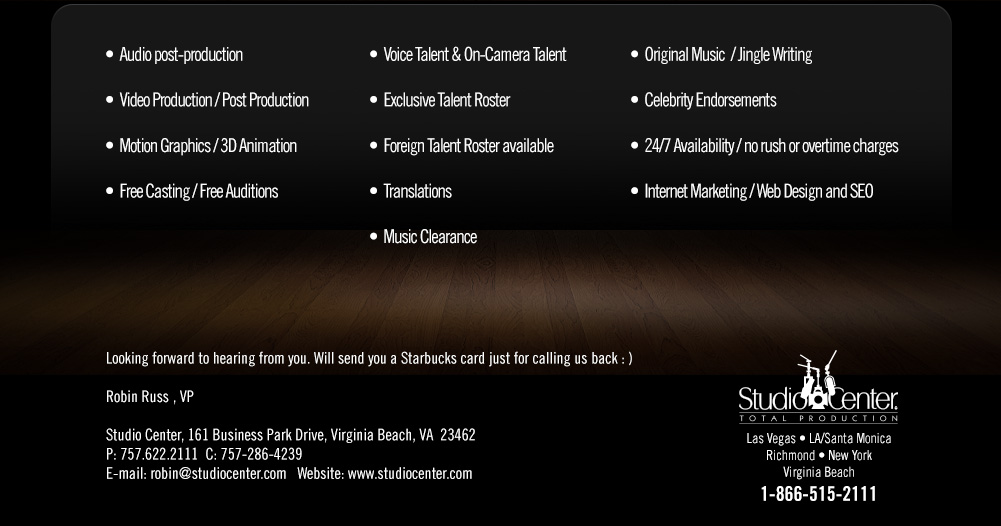 • Audio post-production
• Video Production / Post Production
• Motion Graphics / 3D Animation
• Free Casting / Free Auditions
• Voice Talent & On-Camera Talent
• Exclusive Talent Roster
• Foreign Talent Roster available
• Translations
• Music Clearance
• Original Music / Jingle Writing
• Celebrity Endorsements
• 24/7 Availability / no rush or overtime charges
• Internet Marketing / Web Design and SEO
Looking forward to hearing from you. Will send you a Starbucks card just for calling us back : )
Robin Russ , VP
Studio Center, 161 Business Park Drive, Virginia Beach, VA 23462
P: 757.622.2111 C: 757-286-4239
E-mail: robin@studiocenter.com Website: www.studiocenter.com
Studio Center.
TOTAL PRODUCTION
Las Vegas • LA/Santa Monica
Richmond • New York
Virginia Beach
1-866-515-2111